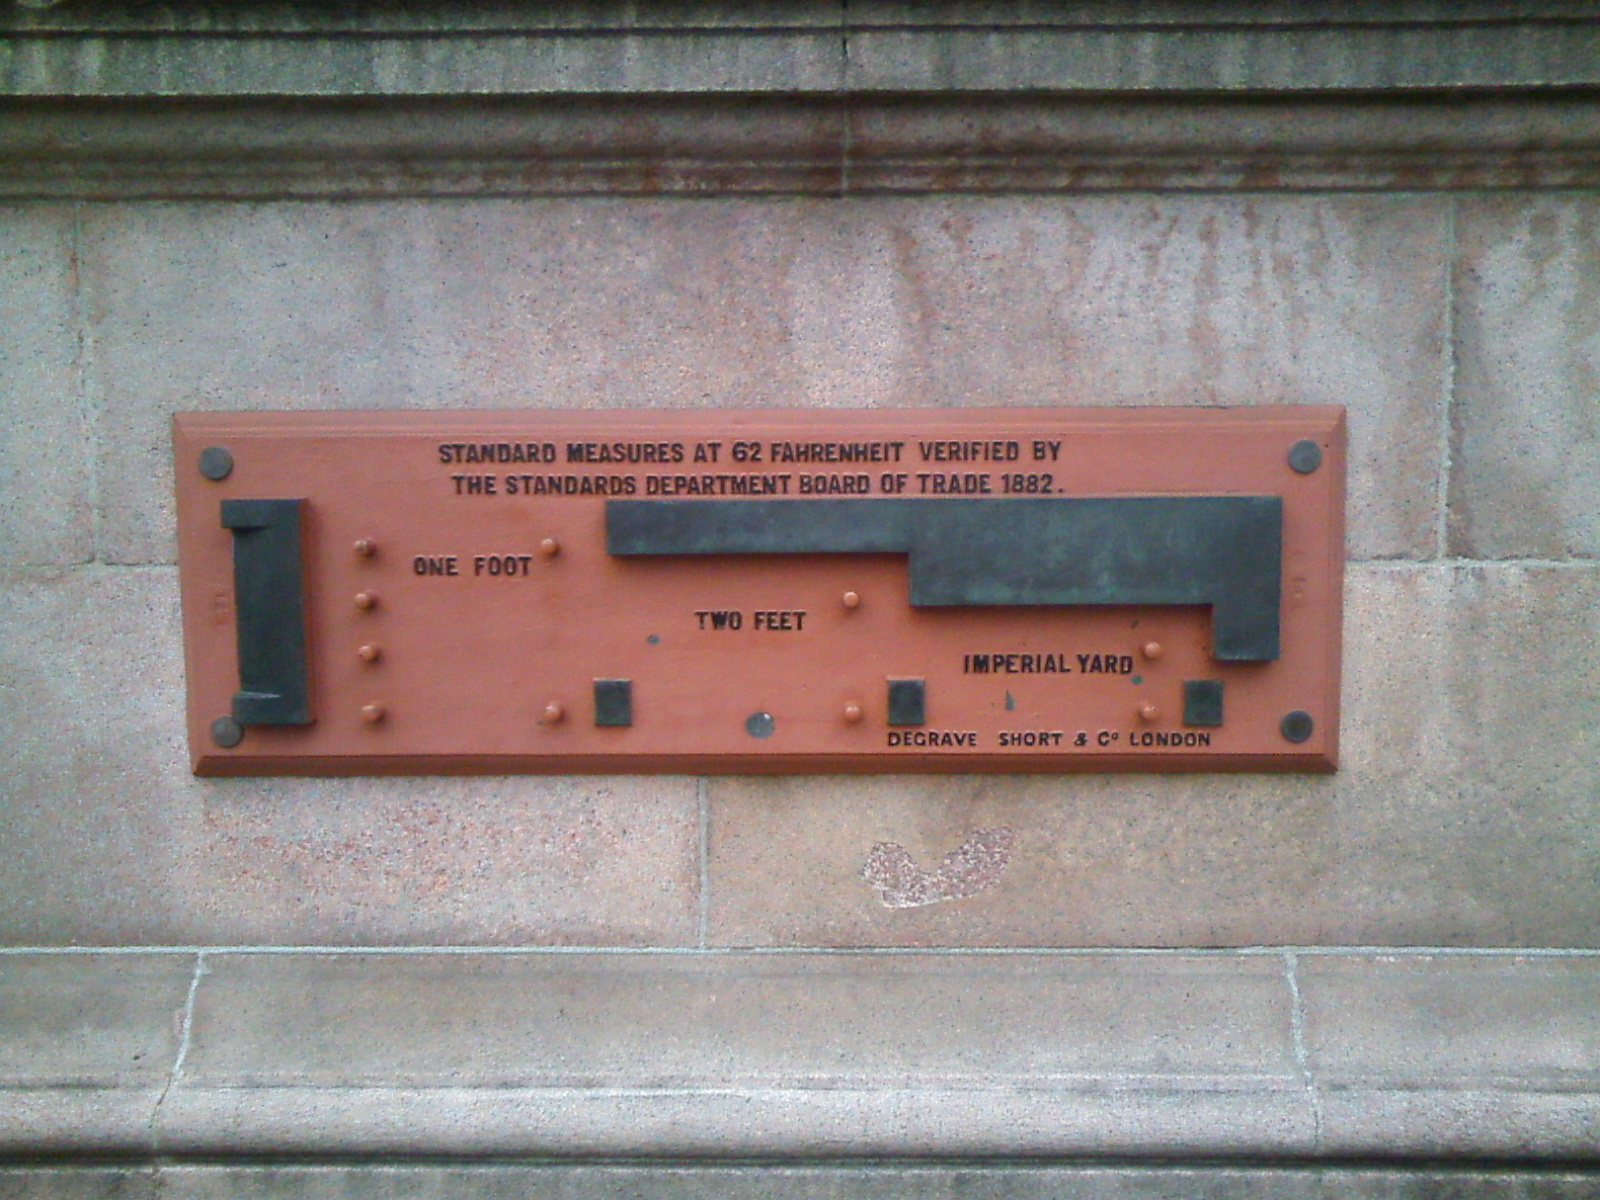 STANDARD MEASURES AT 62 FAHRENHEIT VERIFIED BY
THE STANDARDS DEPARTMENT BOARD OF TRADE 1882.
ONE FOOT
TWO FEET
IMPERIAL YARD
DEGRAVE SHORT & Cº LONDON